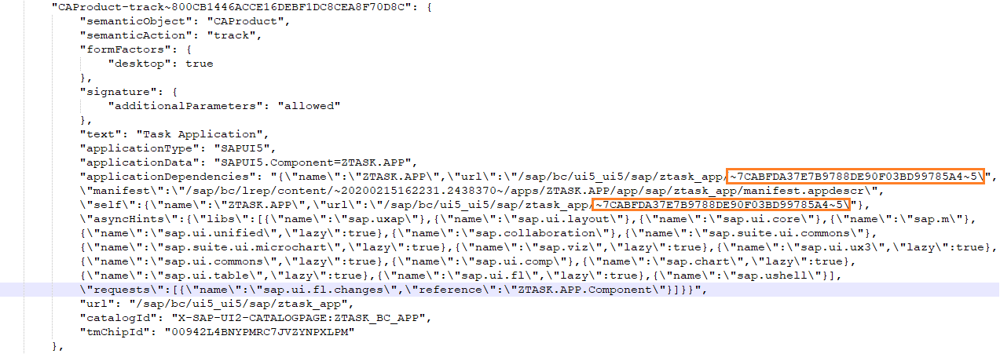 "CAProduct-track~800CB1446ACCE16DEBF1DC8CEA8F70D8C": {
"semanticObject": "CAProduct",
"semanticAction": "track",
"formFactors": {
"desktop": true
},
"signature": {
"additionalParameters": "allowed"
},
"text": "Task Application",
"applicationType": "SAPUI5",
"applicationData": "SAPUI5.Component=ZTASK.APP",
"applicationDependencies": "{\"name\":\"ZTASK.APP\",\"url\":\"/sap/bc/ui5_ui5/sap/ztask_app/~7CABFDA37E7B9788DE90F03BD99785A4~5\",
\"manifest\":\"/sap/bc/lrep/content/~20200215162231.2438370~/apps/ZTASK.APP/app/sap/ztask_app/manifest.appdescr\",
\"self\":{\"name\":\"ZTASK.APP\",\"url\":\"/sap/bc/ui5_ui5/sap/ztask_app/~7CABFDA37E7B9788DE90F03BD99785A4~5\"},
\"asyncHints\":{\"libs\":[{\"name\":\"sap.uxap\"},{\"name\":\"sap.ui.layout\"},{\"name\":\"sap.ui.core\"},{\"name\":\"sap.m\"},
{\"name\":\"sap.ui.unified\",\"lazy\":true},{\"name\":\"sap.collaboration\"},{\"name\":\"sap.suite.ui.commons\"},
{\"name\":\"sap.suite.ui.microchart\",\"lazy\":true},{\"name\":\"sap.viz\",\"lazy\":true},{\"name\":\"sap.ui.ux3\",\"lazy\":true},
{\"name\":\"sap.ui.commons\",\"lazy\":true},{\"name\":\"sap.ui.comp\"},{\"name\":\"sap.chart\",\"lazy\":true},
{\"name\":\"sap.ui.table\",\"lazy\":true},{\"name\":\"sap.ui.fl\",\"lazy\":true},{\"name\":\"sap.ushell\"}],
\"requests\":[{\"name\":\"sap.ui.fl.changes\",\"reference\":\"ZTASK.APP.Component\"}]}}",
"url": "/sap/bc/ui5_ui5/sap/ztask_app",
"catalogId": "X-SAP-UI2-CATALOGPAGE:ZTASK_BC_APP",
"tmChipId": "00942L4BNYPMRC7JVZYNPXLPM"
},